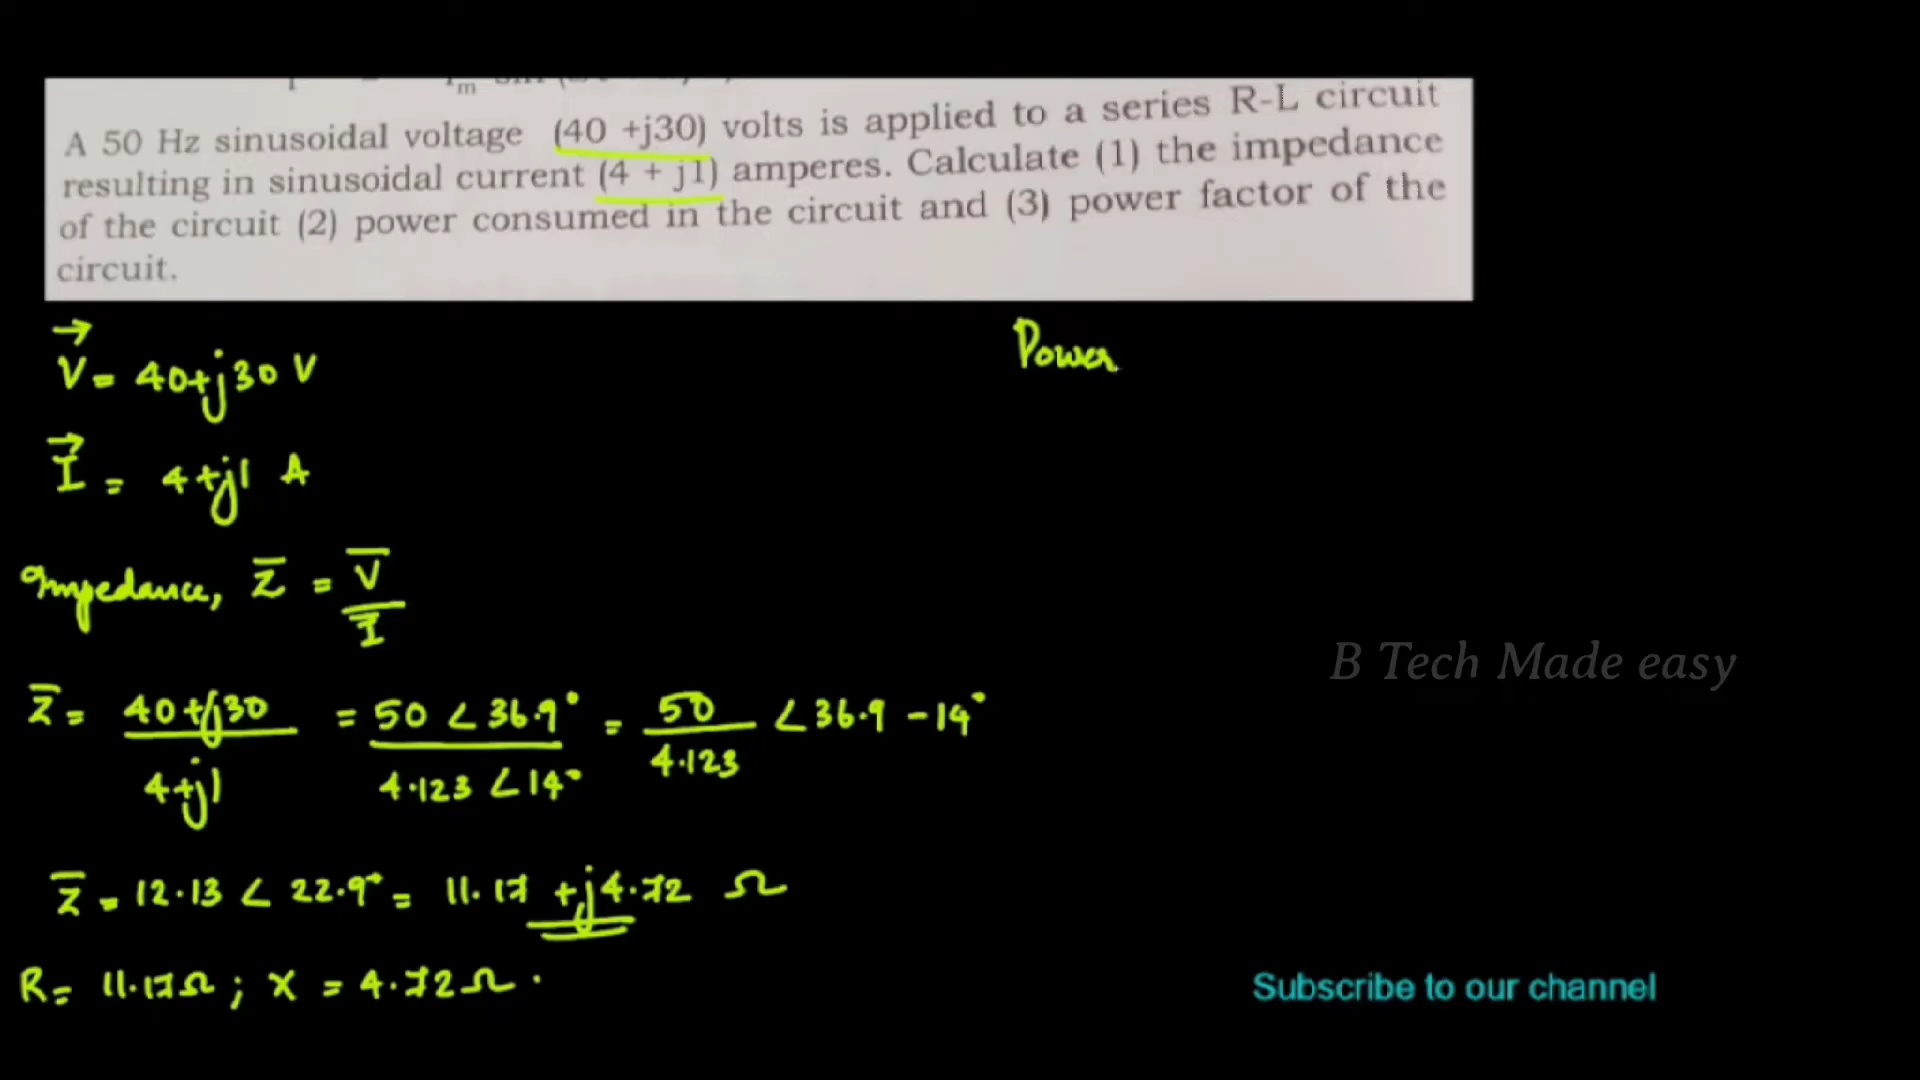 A 50 Hz sinusoidal voltage (40 +j30) volts is applied to a series R-L circuit
resulting in sinusoidal current (4 + j1) amperes. Calculate (1) the impedance
of the circuit (2) power consumed in the circuit and (3) power factor of the
circuit.
V = 40+j30 V
Power
I = 4+j1 A
Impedance, Z = V / I
Z = 40+j30 / 4+j1 = 50 ∠36.9° / 4.123 ∠14° = 50 / 4.123 ∠36.9 - 14°
B Tech Made easy
Z = 12.13 ∠ 22.9° = 11.17 +j4.72 Ω
R = 11.17Ω ; X = 4.72Ω .
Subscribe to our channel